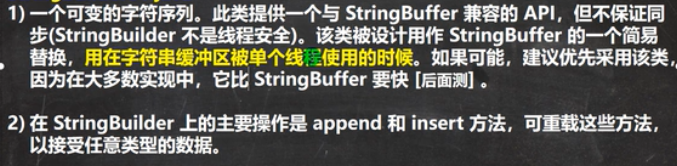 1) 一个可变的字符序列。此类提供一个与 StringBuffer 兼容的 API，但不保证同
步(StringBuilder 不是线程安全)。该类被设计用作 StringBuffer 的一个简易
替换，用在字符串缓冲区被单个线程使用的时候。如果可能，建议优先采用该类，
因为在大多数实现中，它比 StringBuffer 要快 [后面测] 。
2) 在 StringBuilder 上的主要操作是 append 和 insert 方法，可重载这些方法，
以接受任意类型的数据。